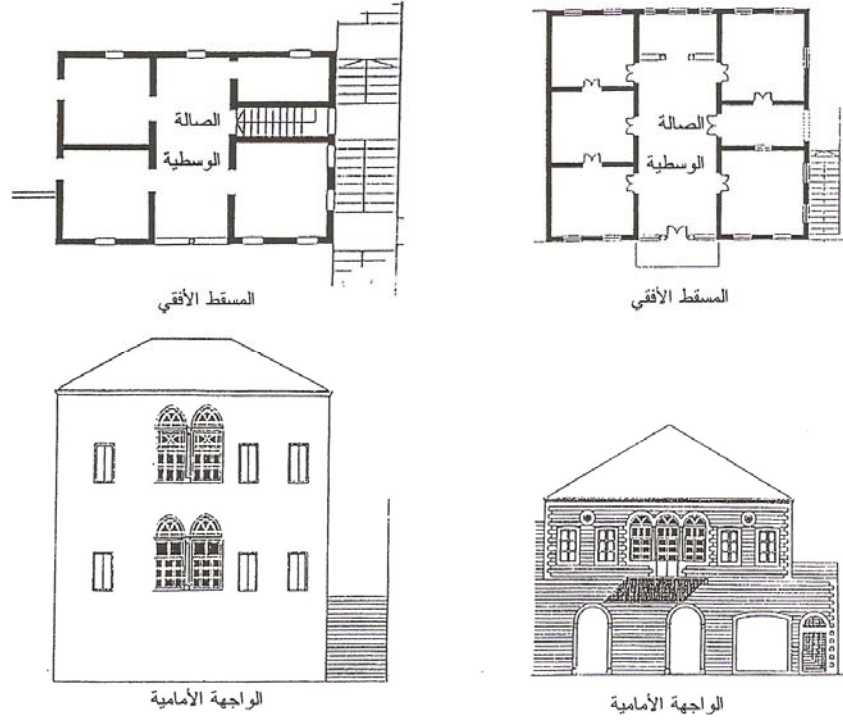 الصالة
الوسطية
الصالة
الوسطية
المسقط الأفقي
المسقط الأفقي
الواجهة الأمامية
الواجهة الأمامية